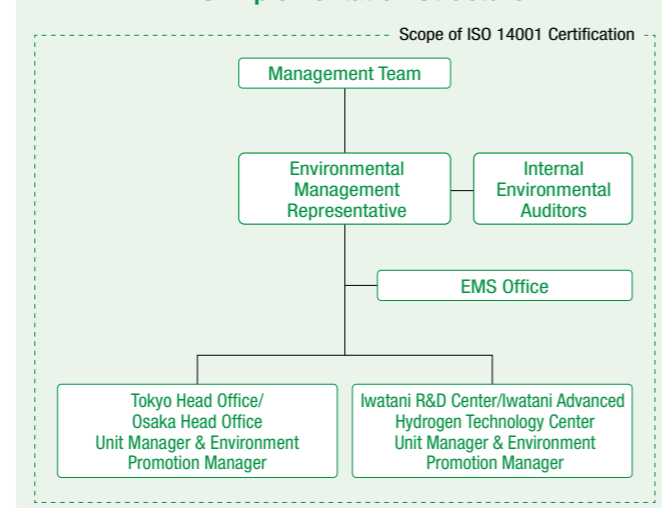 Scope of ISO 14001 Certification
Management Team
Environmental
Management
Representative
Internal
Environmental
Auditors
EMS Office
Tokyo Head Office/
Osaka Head Office
Unit Manager & Environment
Promotion Manager
Iwatani R&D Center/Iwatani Advanced
Hydrogen Technology Center
Unit Manager & Environment
Promotion Manager